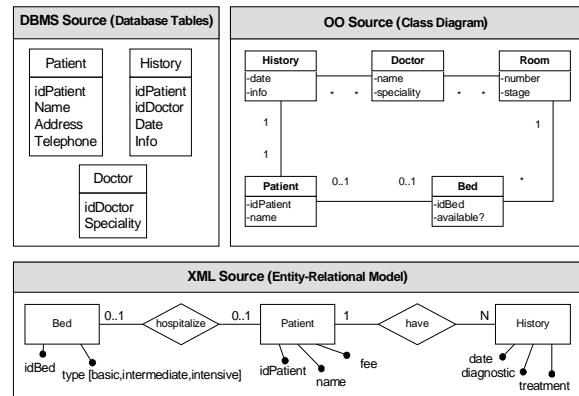 DBMS Source (Database Tables)
Patient
idPatient
Name
Address
Telephone
History
idPatient
idDoctor
Date
Info
Doctor
idDoctor
Speciality
OO Source (Class Diagram)
History
-date
-info
* *
Doctor
-name
-speciality
* *
Room
-number
-stage
1
1
1
Patient
-idPatient
-name
0..1
0..1
Bed
-idBed
-available?
*
XML Source (Entity-Relational Model)
Bed
0..1
hospitalize
0..1
Patient
1
have
N
History
idBed
type [basic,intermediate,intensive]
idPatient
name
fee
date
diagnostic
treatment